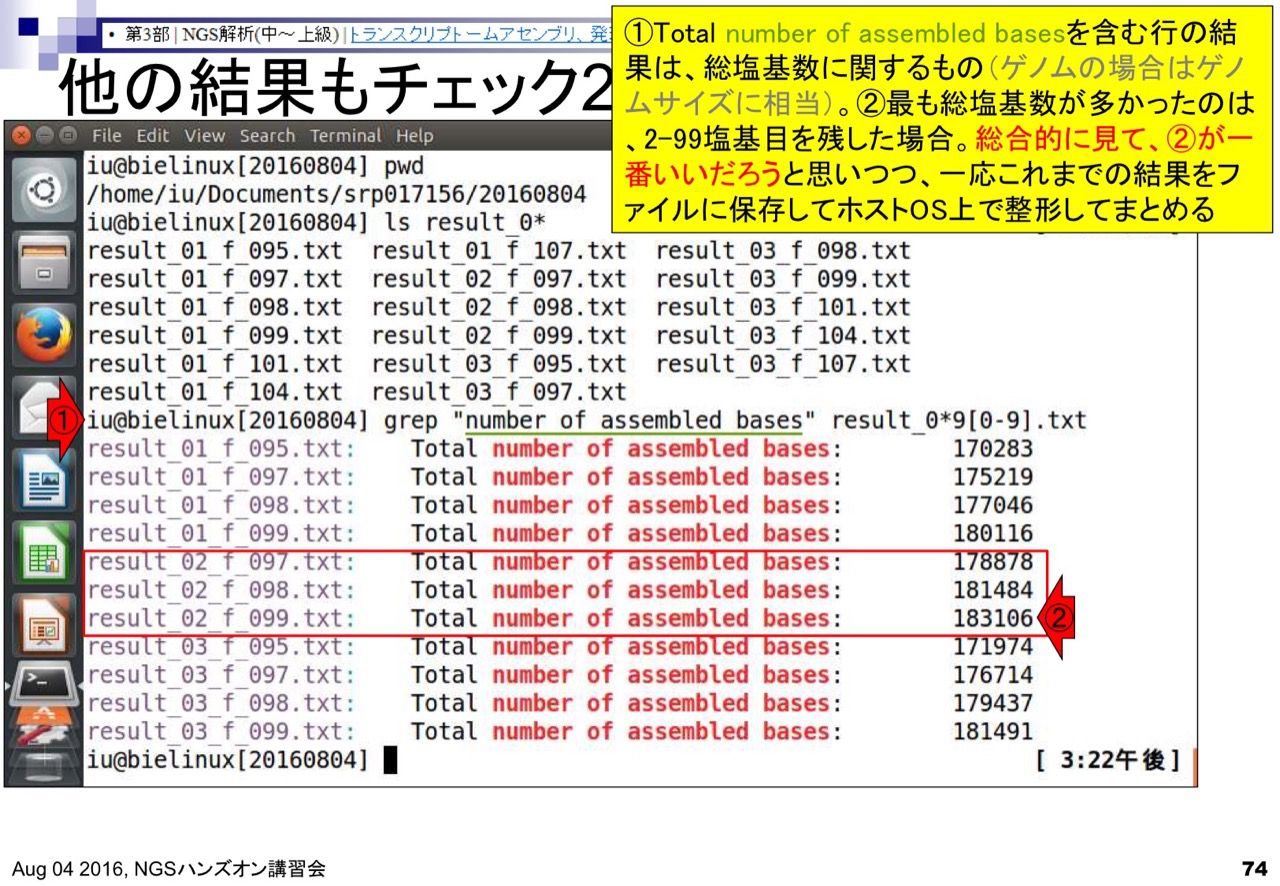 • 第3部 | NGS解析(中～上級) | トランスクリプトームアセンブリ、発
他の結果もチェック2
①Total number of assembled basesを含む行の結
果は、総塩基数に関するもの(ゲノムの場合はゲノ
ムサイズに相当)。②最も総塩基数が多かったのは
、2-99塩基目を残した場合。総合的に見て、②が一
番いいだろうと思いつつ、一応これまでの結果をフ
ァイルに保存してホストOS上で整形してまとめる
File Edit View Search Terminal Help
iu@bielinux[20160804] pwd
/home/iu/Documents/srp017156/20160804
iu@bielinux[20160804] ls result_0*
result_01_f_095.txt result_01_f_107.txt result_03_f_098.txt
result_01_f_097.txt result_02_f_097.txt result_03_f_099.txt
result_01_f_098.txt result_02_f_098.txt result_03_f_101.txt
result_01_f_099.txt result_02_f_099.txt result_03_f_104.txt
result_01_f_101.txt result_03_f_095.txt result_03_f_107.txt
result_01_f_104.txt result_03_f_097.txt
① iu@bielinux[20160804] grep "number of assembled bases" result_0*9[0-9].txt
result_01_f_095.txt: Total number of assembled bases: 170283
result_01_f_097.txt: Total number of assembled bases: 175219
result_01_f_098.txt: Total number of assembled bases: 177046
result_01_f_099.txt: Total number of assembled bases: 180116
result_02_f_097.txt: Total number of assembled bases: 178878
result_02_f_098.txt: Total number of assembled bases: 181484
result_02_f_099.txt: Total number of assembled bases: 183106 ②
result_03_f_095.txt: Total number of assembled bases: 171974
result_03_f_097.txt: Total number of assembled bases: 176714
result_03_f_098.txt: Total number of assembled bases: 179437
result_03_f_099.txt: Total number of assembled bases: 181491
iu@bielinux[20160804] [ 3:22午後]
Aug 04 2016, NGSハンズオン講習会
74